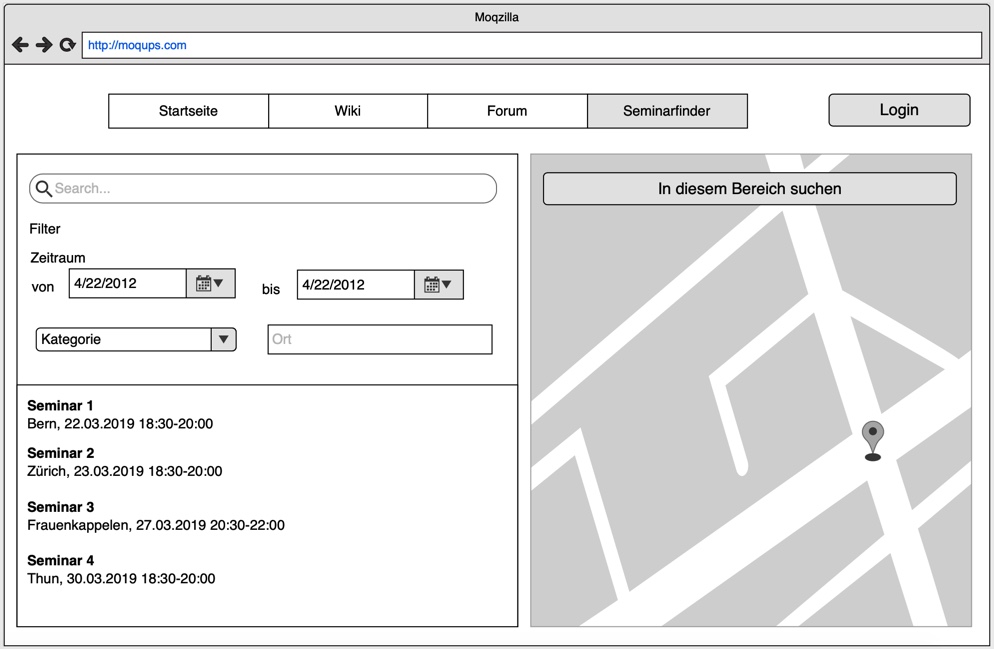 Moqzilla
http://moqups.com
Startseite
Wiki
Forum
Seminarfinder
Login
Search...
Filter
Zeitraum
von
4/22/2012
bis
4/22/2012
Kategorie
Ort
Seminar 1
Bern, 22.03.2019 18:30-20:00
Seminar 2
Zürich, 23.03.2019 18:30-20:00
Seminar 3
Frauenkappelen, 27.03.2019 20:30-22:00
Seminar 4
Thun, 30.03.2019 18:30-20:00
In diesem Bereich suchen